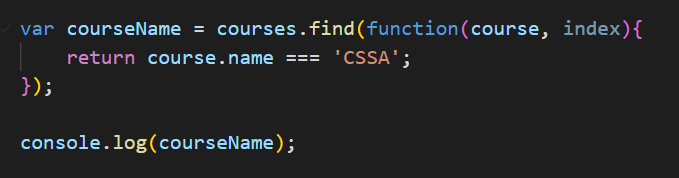 var courseName = courses.find(function(course, index){
    return course.name === 'CSSA';
});
console.log(courseName);